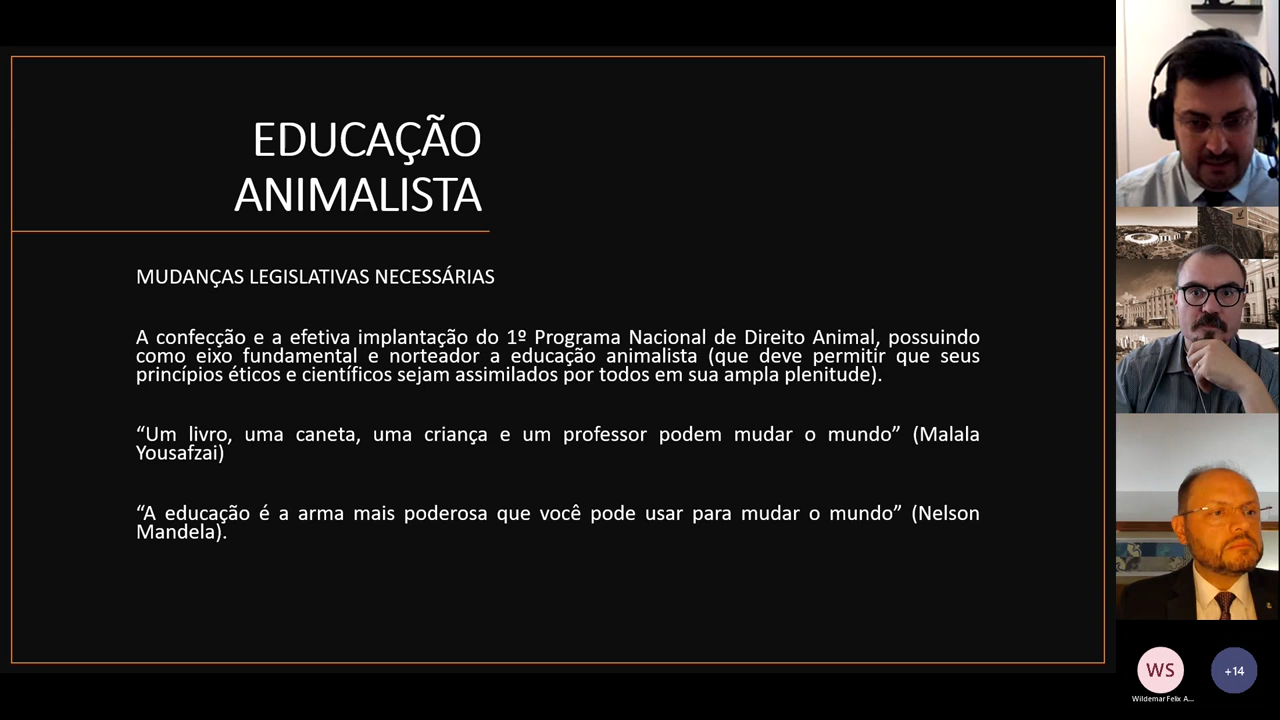 EDUCAÇÃO
ANIMALISTA
MUDANÇAS LEGISLATIVAS NECESSÁRIAS
A confecção e a efetiva implantação do 1º Programa Nacional de Direito Animal, possuindo
como eixo fundamental e norteador a educação animalista (que deve permitir que seus
princípios éticos e científicos sejam assimilados por todos em sua ampla plenitude).
“Um livro, uma caneta, uma criança e um professor podem mudar o mundo” (Malala
Yousafzai)
“A educação é a arma mais poderosa que você pode usar para mudar o mundo” (Nelson
Mandela).
WS
+14
Wildemar Felix A...